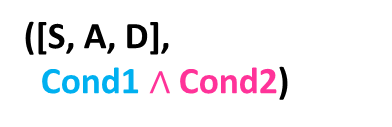 ([S, A, D],
Cond1 ∧ Cond2)